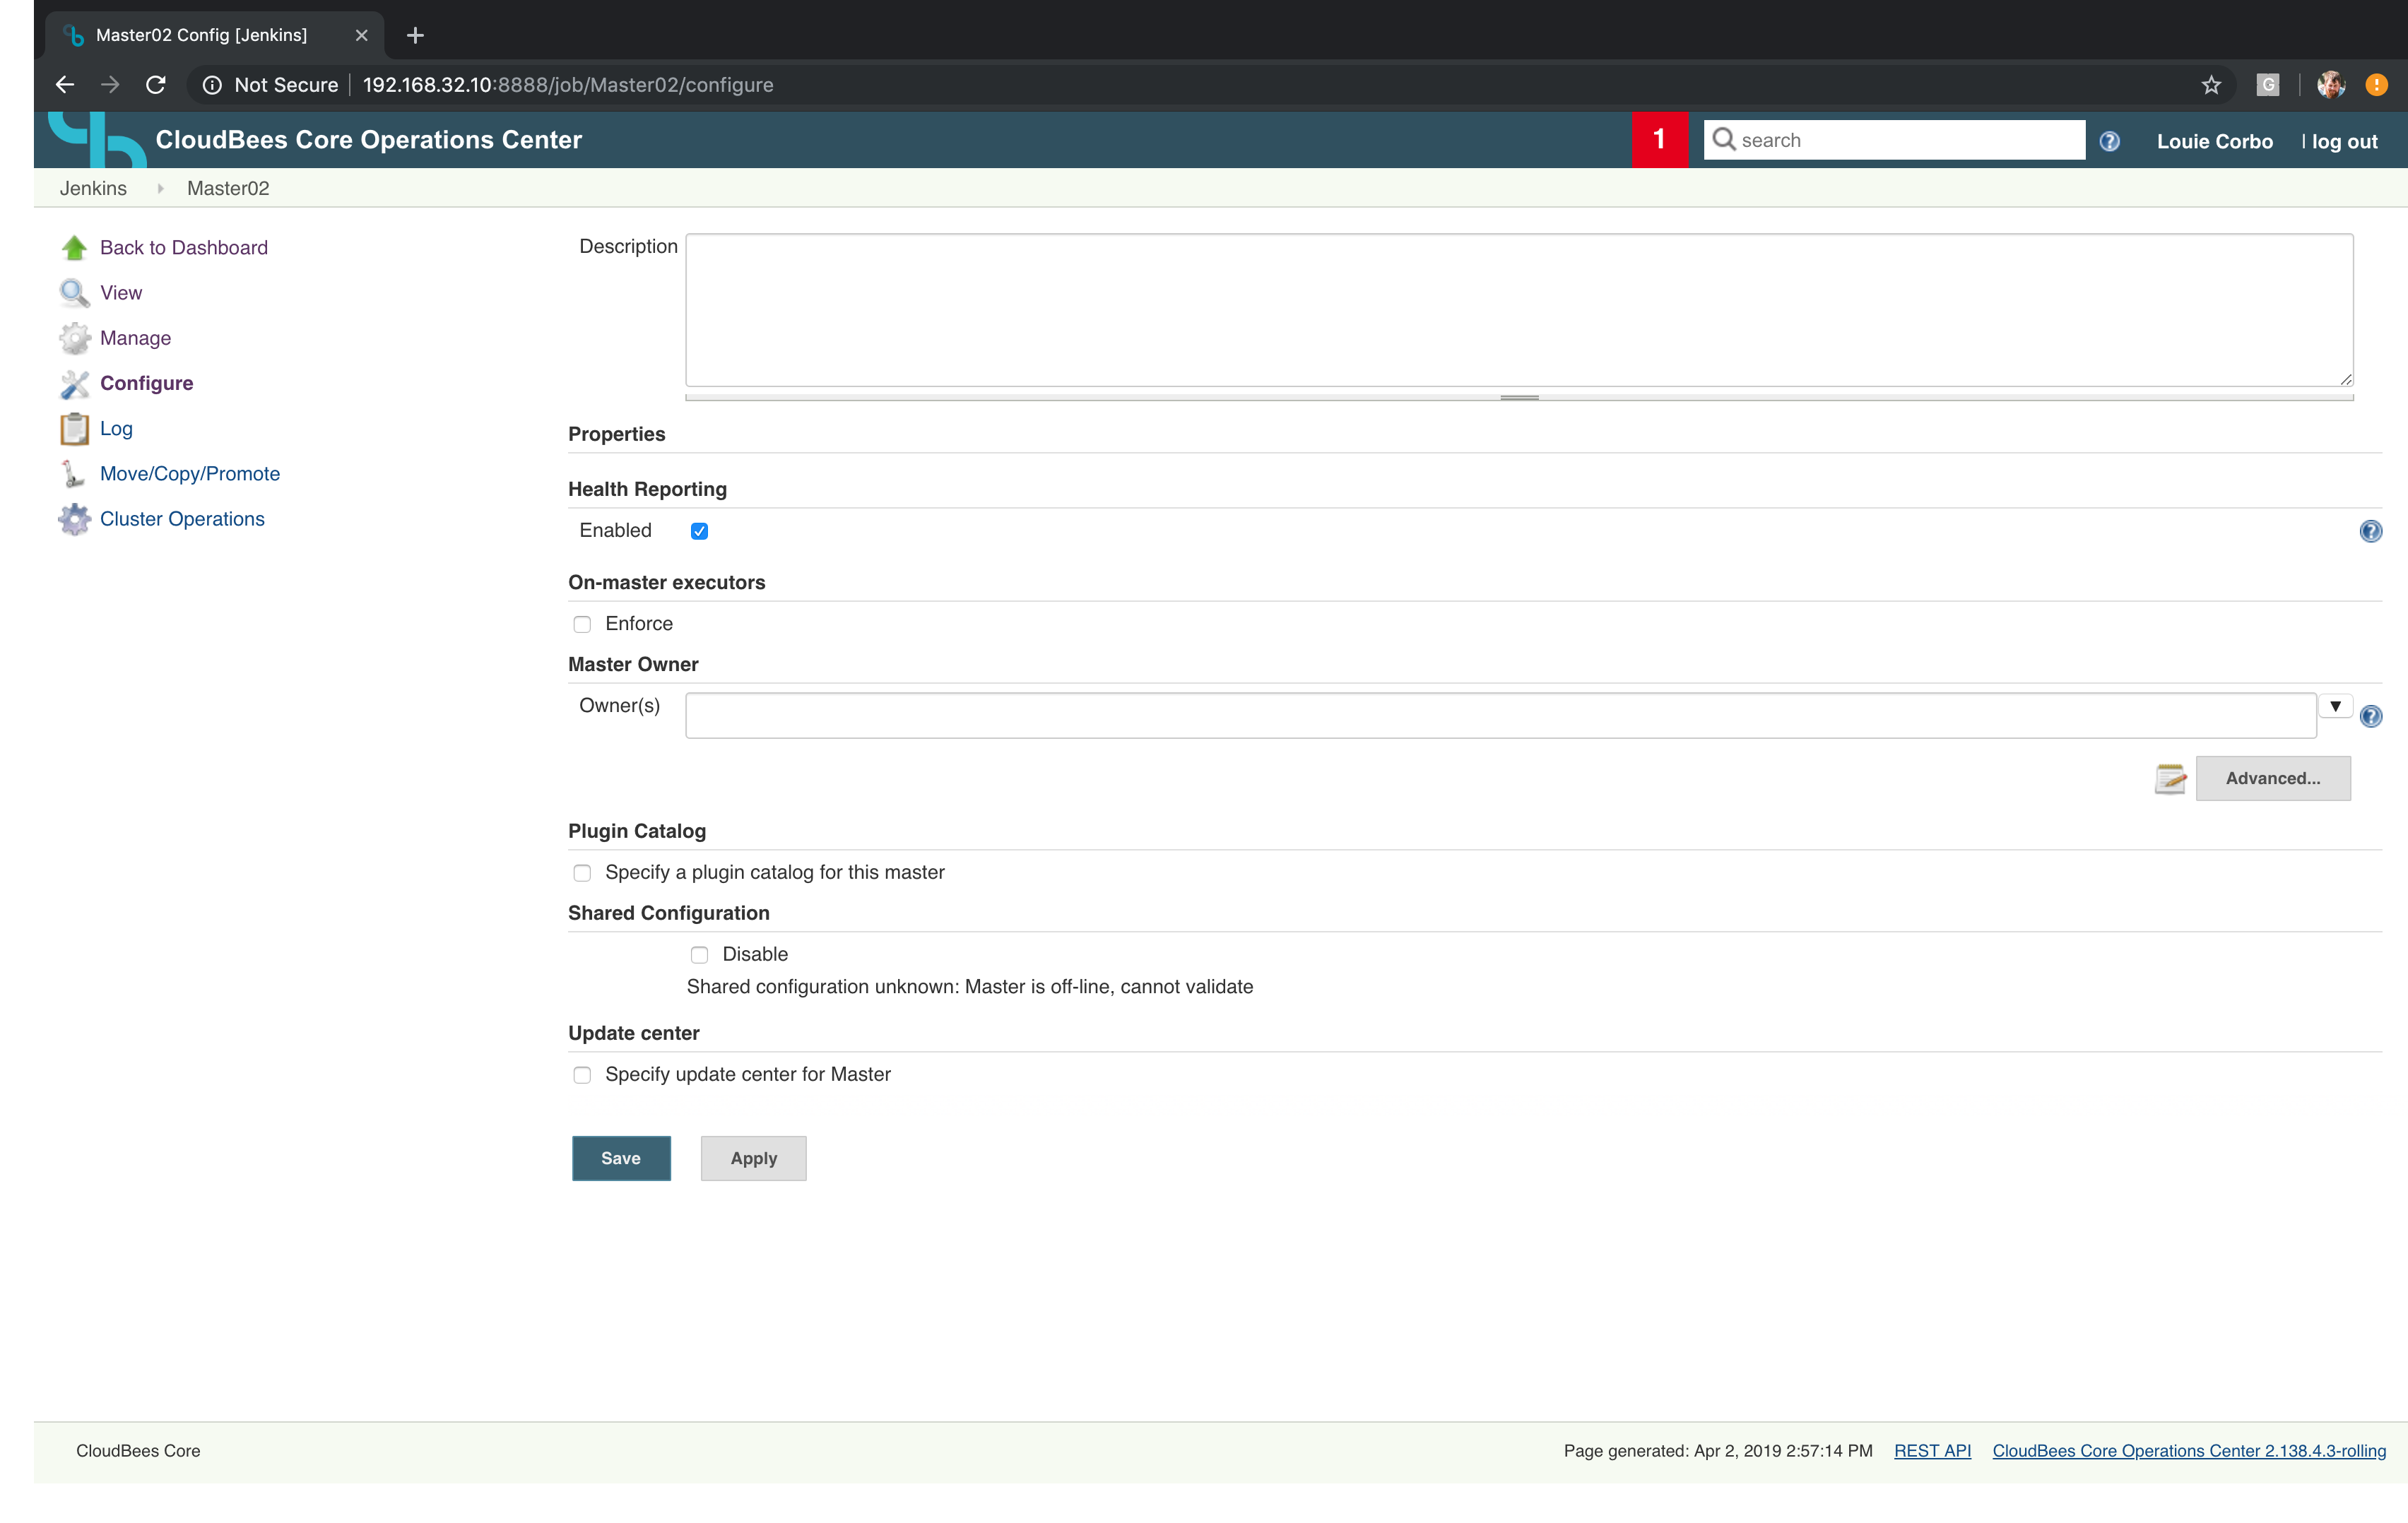 Master02 Config [Jenkins]
Not Secure 192.168.32.10:8888/job/Master02/configure
G
CloudBees Core Operations Center 1 search Louie Corbo | log out
Jenkins Master02
Back to Dashboard
View
Manage
Configure
Log
Move/Copy/Promote
Cluster Operations
Description
Properties
Health Reporting
Enabled
On-master executors
Enforce
Master Owner
Owner(s)
Advanced...
Plugin Catalog
Specify a plugin catalog for this master
Shared Configuration
Disable
Shared configuration unknown: Master is off-line, cannot validate
Update center
Specify update center for Master
Save Apply
CloudBees Core Page generated: Apr 2, 2019 2:57:14 PM REST API CloudBees Core Operations Center 2.138.4.3-rolling